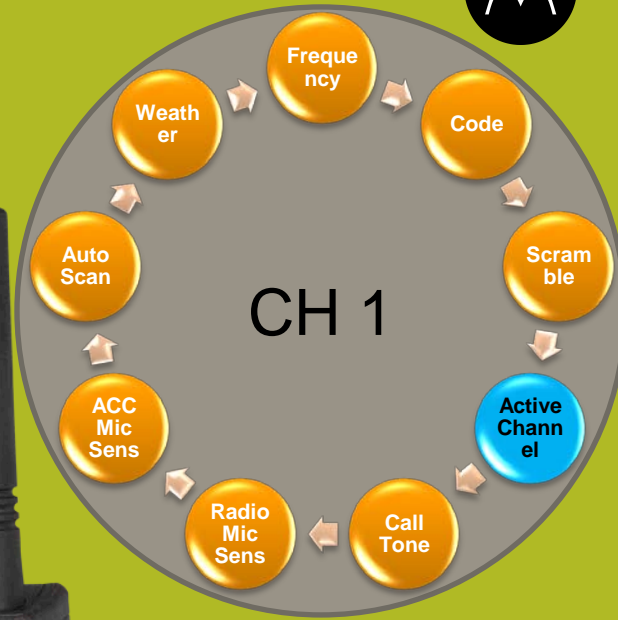 Freque
ncy
Code
Scram
ble
Active
Chann
el
Call
Tone
Radio
Mic
Sens
ACC
Mic
Sens
Auto
Scan
Weath
er
CH 1